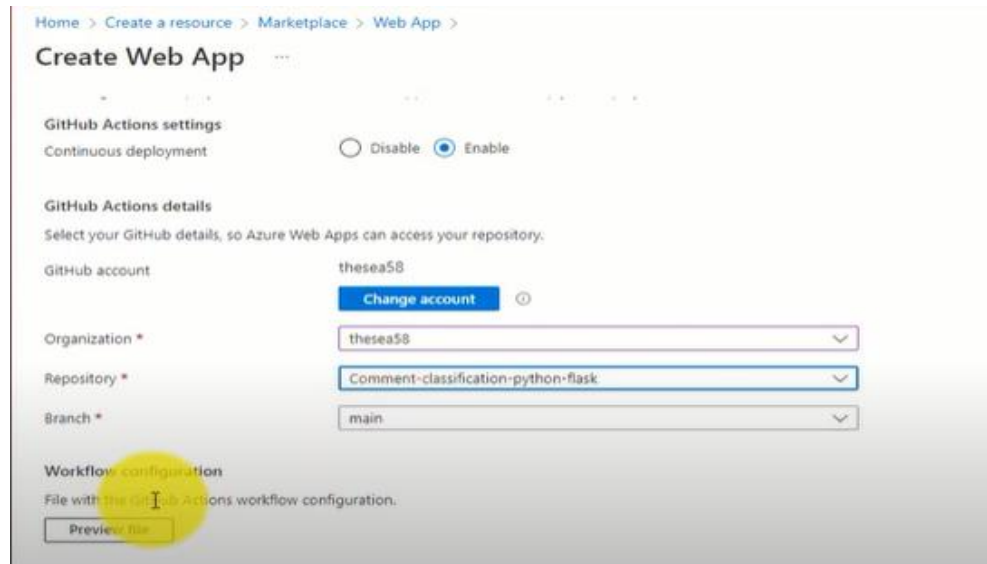 Home > Create a resource > Marketplace > Web App >
Create Web App ...
GitHub Actions settings
Continuous deployment Disable Enable
GitHub Actions details
Select your GitHub details, so Azure Web Apps can access your repository.
GitHub account thesea58
Change account
Organization * thesea58
Repository * Comment-classification-python-flask
Branch * main
Workflow configuration
File with the GitHub Actions workflow configuration.
Preview file